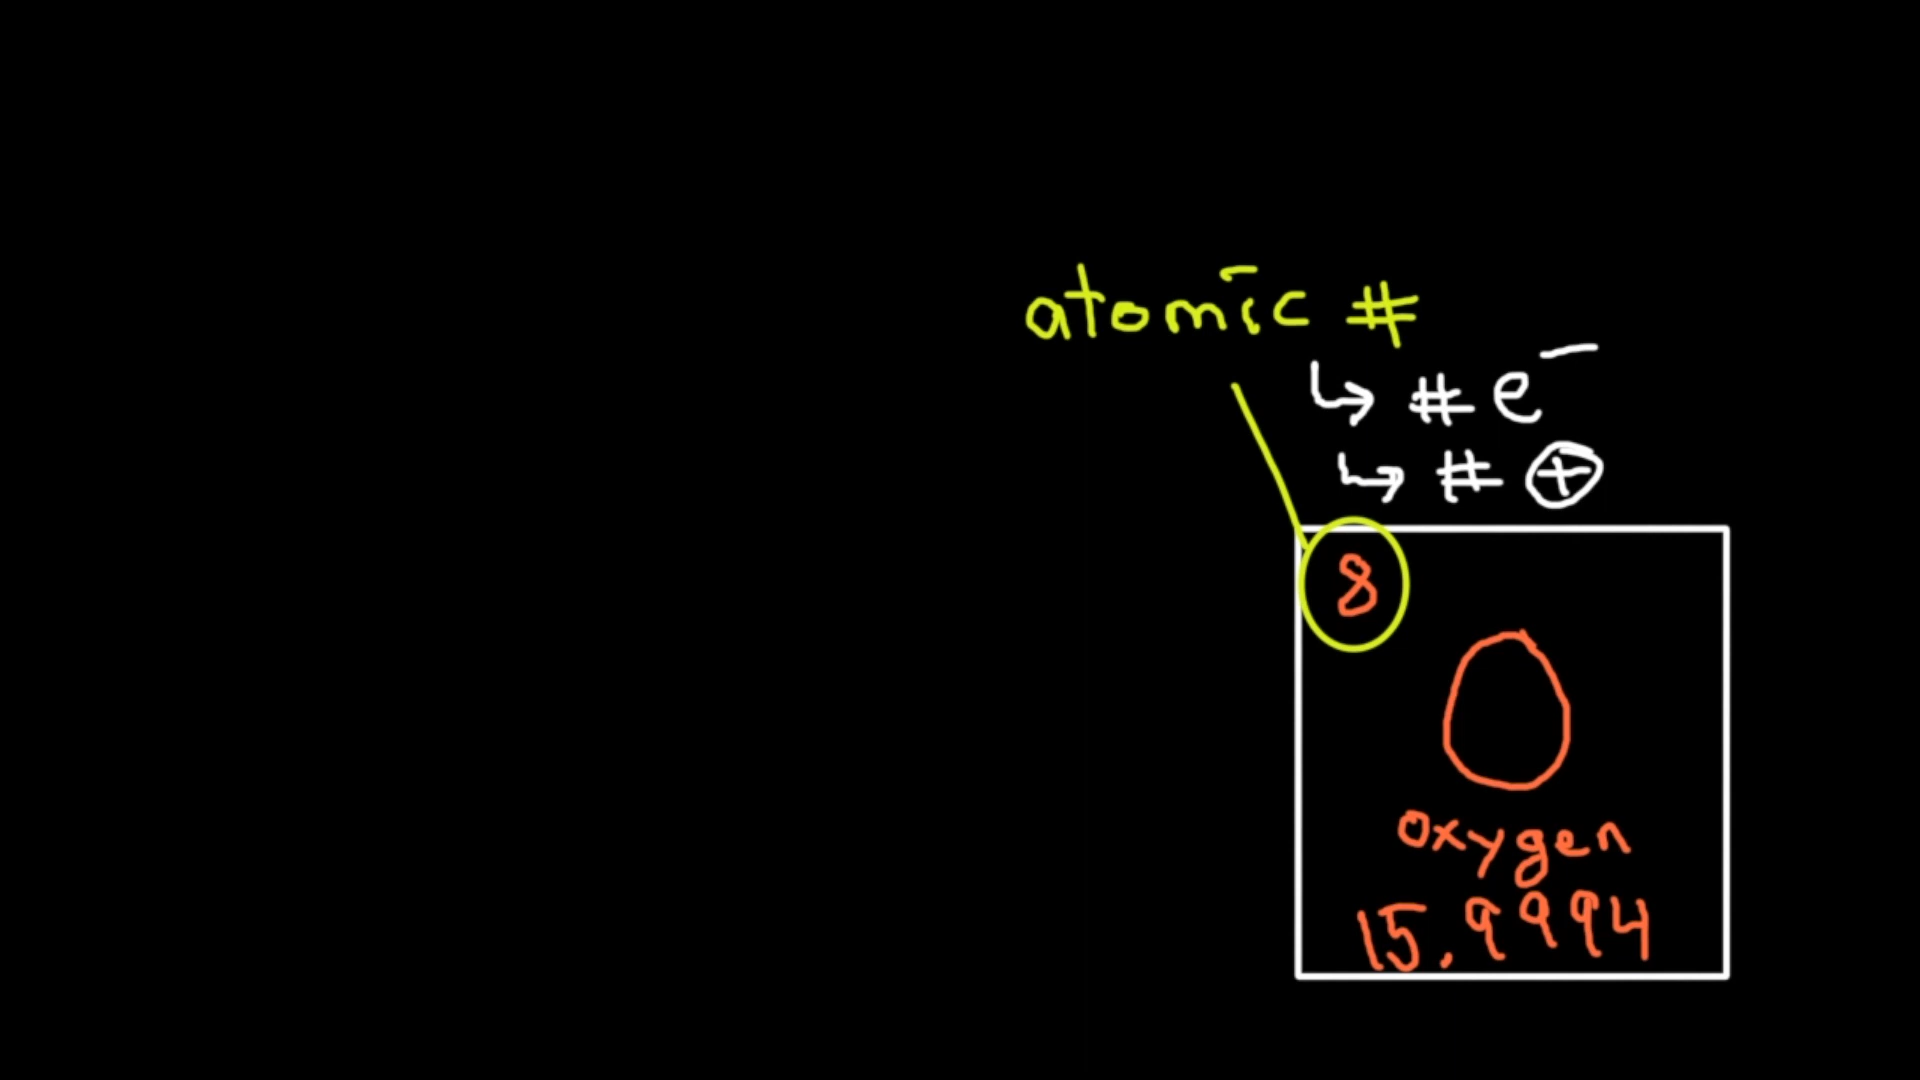 atomic #
↳ # e⁻
↳ # ⊕
8
O
oxygen
15.9994